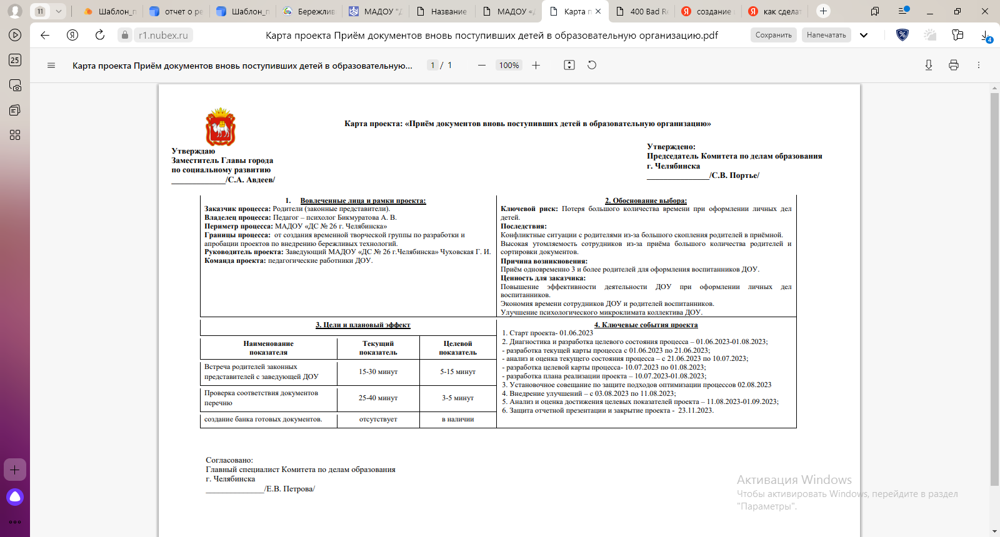 11
Шаблон_п
отчет о ре
Шаблон_п
Бережлив
МАДОУ "Д
Название
МАДОУ «Д
Карта п
400 Bad Re
создание
как сделат
r1.nubex.ru
Карта проекта Приём документов вновь поступивших детей в образовательную организацию.pdf
Сохранить
Напечатать
4
25
Карта проекта Приём документов вновь поступивших детей в образовательную...
1 / 1
100%
Карта проекта: «Приём документов вновь поступивших детей в образовательную организацию»
Утверждаю
Заместитель Главы города
по социальному развитию
_____________/С.А. Авдеев/
Утверждено:
Председатель Комитета по делам образования
г. Челябинска
_______________/С.В. Портье/
1. Вовлеченные лица и рамки проекта:
Заказчик процесса: Родители (законные представители).
Владелец процесса: Педагог – психолог Бикмуратова А. В.
Периметр процесса: МАДОУ «ДС № 26 г. Челябинска»
Границы процесса: от создания временной творческой группы по разработки и
апробации проектов по внедрению бережливых технологий.
Руководитель проекта: Заведующий МАДОУ «ДС № 26 г.Челябинска» Чуховская Г. И.
Команда проекта: педагогические работники ДОУ.
2. Обоснование выбора:
Ключевой риск: Потеря большого количества времени при оформлении личных дел
детей.
Последствия:
Конфликтные ситуации с родителями из-за большого скопления родителей в приёмной.
Высокая утомляемость сотрудников из-за приёма большого количества родителей и
сортировки документов.
Причина возникновения:
Приём одновременно 3 и более родителей для оформления воспитанников ДОУ.
Ценность для заказчика:
Повышение эффективности деятельности ДОУ при оформлении личных дел
воспитанников.
Экономия времени сотрудников ДОУ и родителей воспитанников.
Улучшение психологического микроклимата коллектива ДОУ.
3. Цели и плановый эффект
Наименование
показателя
Текущий
показатель
Целевой
показатель
Встреча родителей законных
представителей с заведующей ДОУ
15-30 минут
5-15 минут
Проверка соответствия документов
перечню
25-40 минут
3-5 минут
создание банка готовых документов.
отсутствует
в наличии
4. Ключевые события проекта
1. Старт проекта- 01.06.2023
2. Диагностика и разработка целевого состояния процесса – 01.06.2023-01.08.2023;
- разработка текущей карты процесса с 01.06.2023 по 21.06.2023;
- анализ и оценка текущего состояния процесса – с 21.06.2023 по 10.07.2023;
- разработка целевой карты процесса- 10.07.2023 по 01.08.2023;
- разработка плана реализации проекта – 10.07.2023-01.08.2023;
3. Установочное совещание по защите подходов оптимизации процессов 02.08.2023
4. Внедрение улучшений – с 03.08.2023 по 11.08.2023;
5. Анализ и оценка достижения целевых показателей проекта – 11.08.2023-01.09.2023;
6. Защита отчетной презентации и закрытие проекта - 23.11.2023.
Согласовано:
Главный специалист Комитета по делам образования
г. Челябинска
______________/Е.В. Петрова/
Активация Windows
Чтобы активировать Windows, перейдите в раздел
"Параметры".